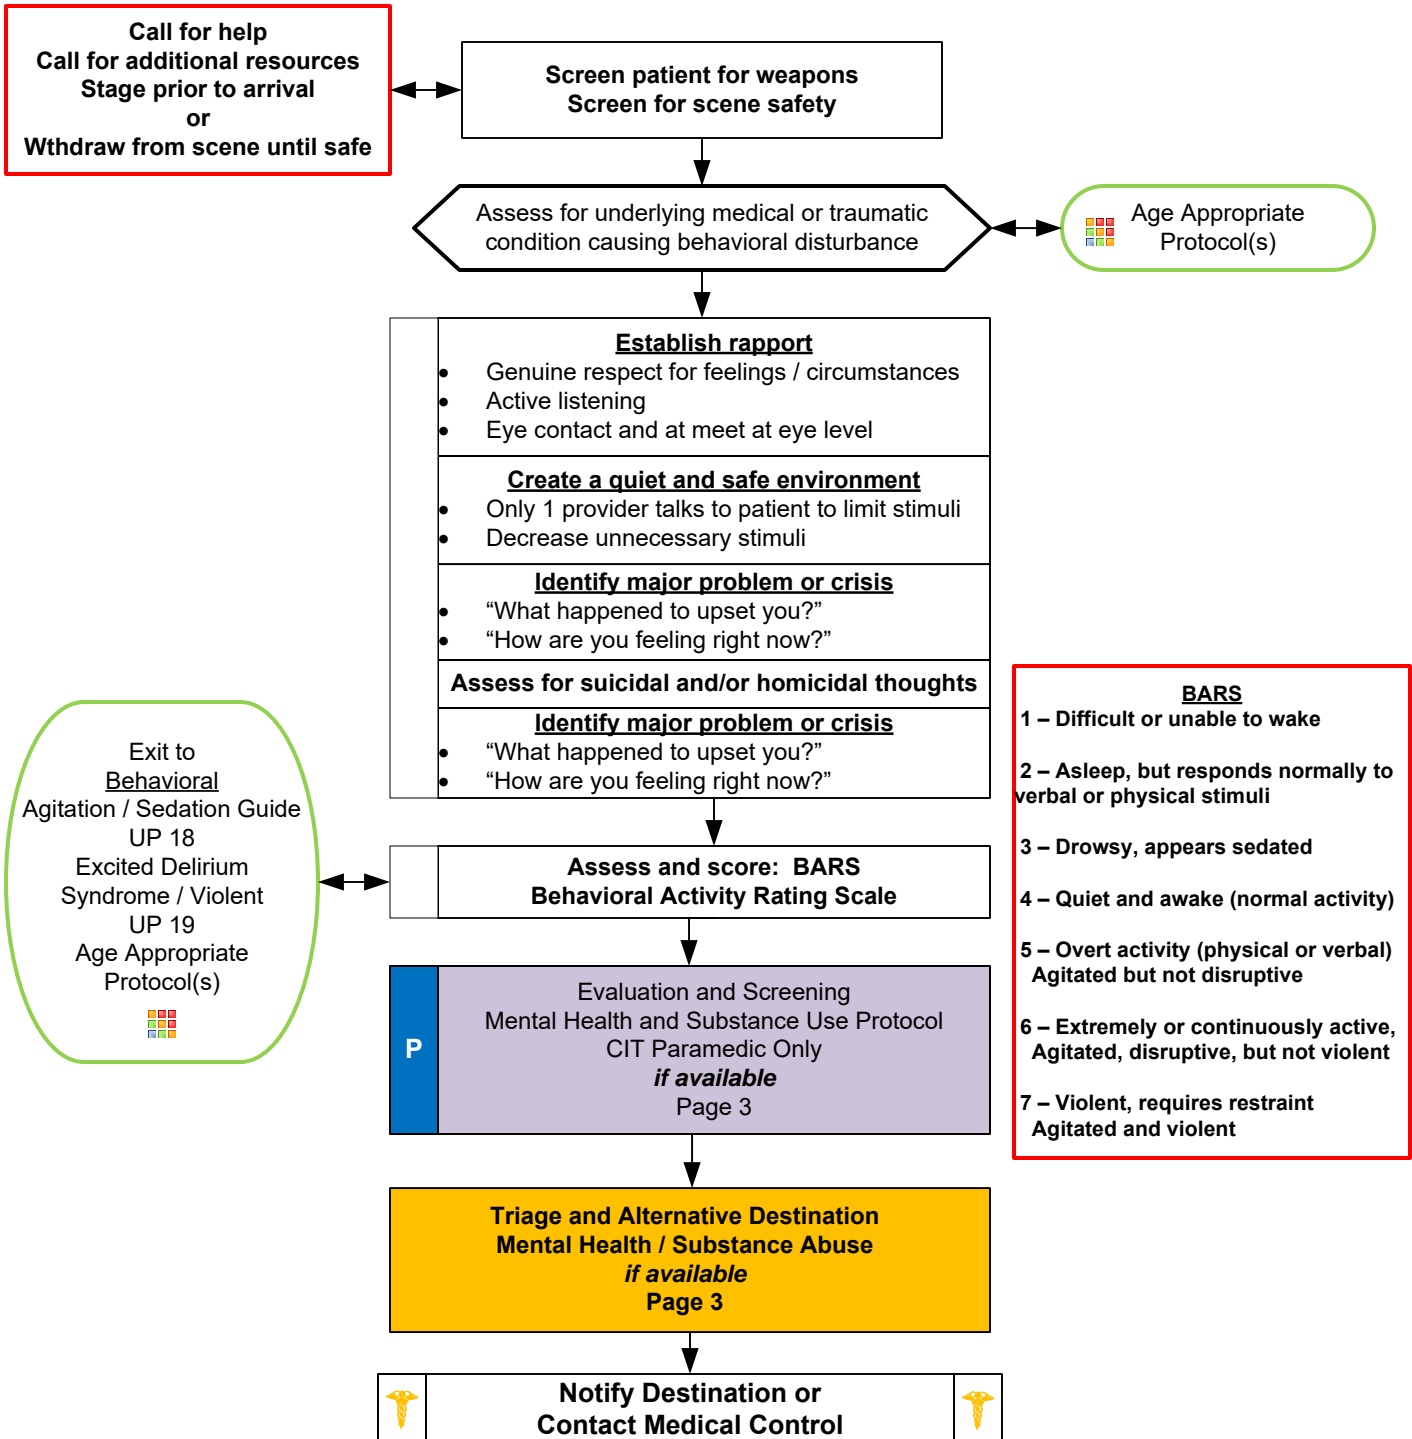 Call for help
Call for additional resources
Stage prior to arrival
or
Wthdraw from scene until safe
Screen patient for weapons
Screen for scene safety
Assess for underlying medical or traumatic
condition causing behavioral disturbance
Age Appropriate
Protocol(s)
Establish rapport
• Genuine respect for feelings / circumstances
• Active listening
• Eye contact and at meet at eye level
Create a quiet and safe environment
• Only 1 provider talks to patient to limit stimuli
• Decrease unnecessary stimuli
Identify major problem or crisis
• “What happened to upset you?”
• “How are you feeling right now?”
Assess for suicidal and/or homicidal thoughts
Identify major problem or crisis
• “What happened to upset you?”
• “How are you feeling right now?”
Exit to
Behavioral
Agitation / Sedation Guide
UP 18
Excited Delirium
Syndrome / Violent
UP 19
Age Appropriate
Protocol(s)
Assess and score: BARS
Behavioral Activity Rating Scale
BARS
1 – Difficult or unable to wake
2 – Asleep, but responds normally to
verbal or physical stimuli
3 – Drowsy, appears sedated
4 – Quiet and awake (normal activity)
5 – Overt activity (physical or verbal)
Agitated but not disruptive
6 – Extremely or continuously active,
Agitated, disruptive, but not violent
7 – Violent, requires restraint
Agitated and violent
P
Evaluation and Screening
Mental Health and Substance Use Protocol
CIT Paramedic Only
if available
Page 3
Triage and Alternative Destination
Mental Health / Substance Abuse
if available
Page 3
Notify Destination or
Contact Medical Control